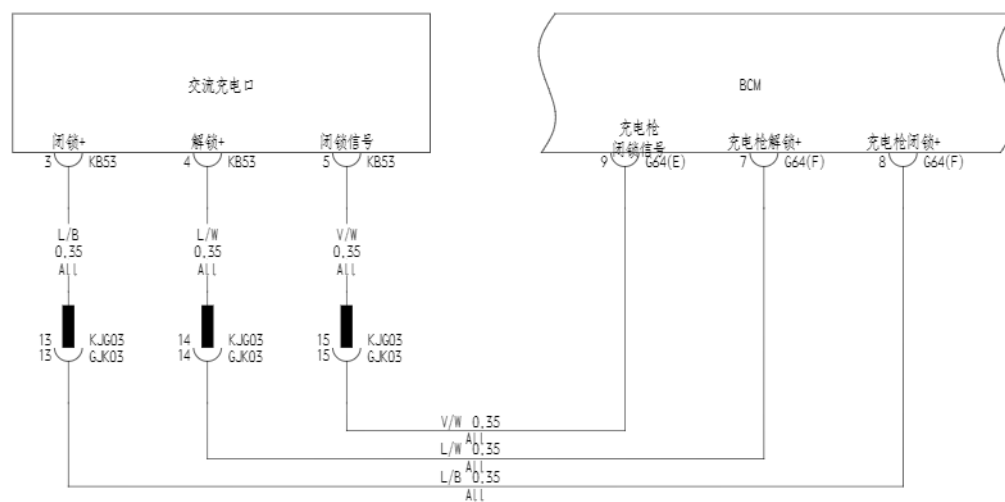 交流充电口
BCM
闭锁+
解锁+
闭锁信号
充电枪
闭锁信号
充电枪解锁+
充电枪闭锁+
3 KB53
4 KB53
5 KB53
9 G64(E)
7 G64(F)
8 G64(F)
L/B
0.35
All
L/W
0.35
All
V/W
0.35
All
13 KJG03
13 GJK03
14 KJG03
14 GJK03
15 KJG03
15 GJK03
V/W 0.35
All
L/W 0.35
All
L/B 0.35
All